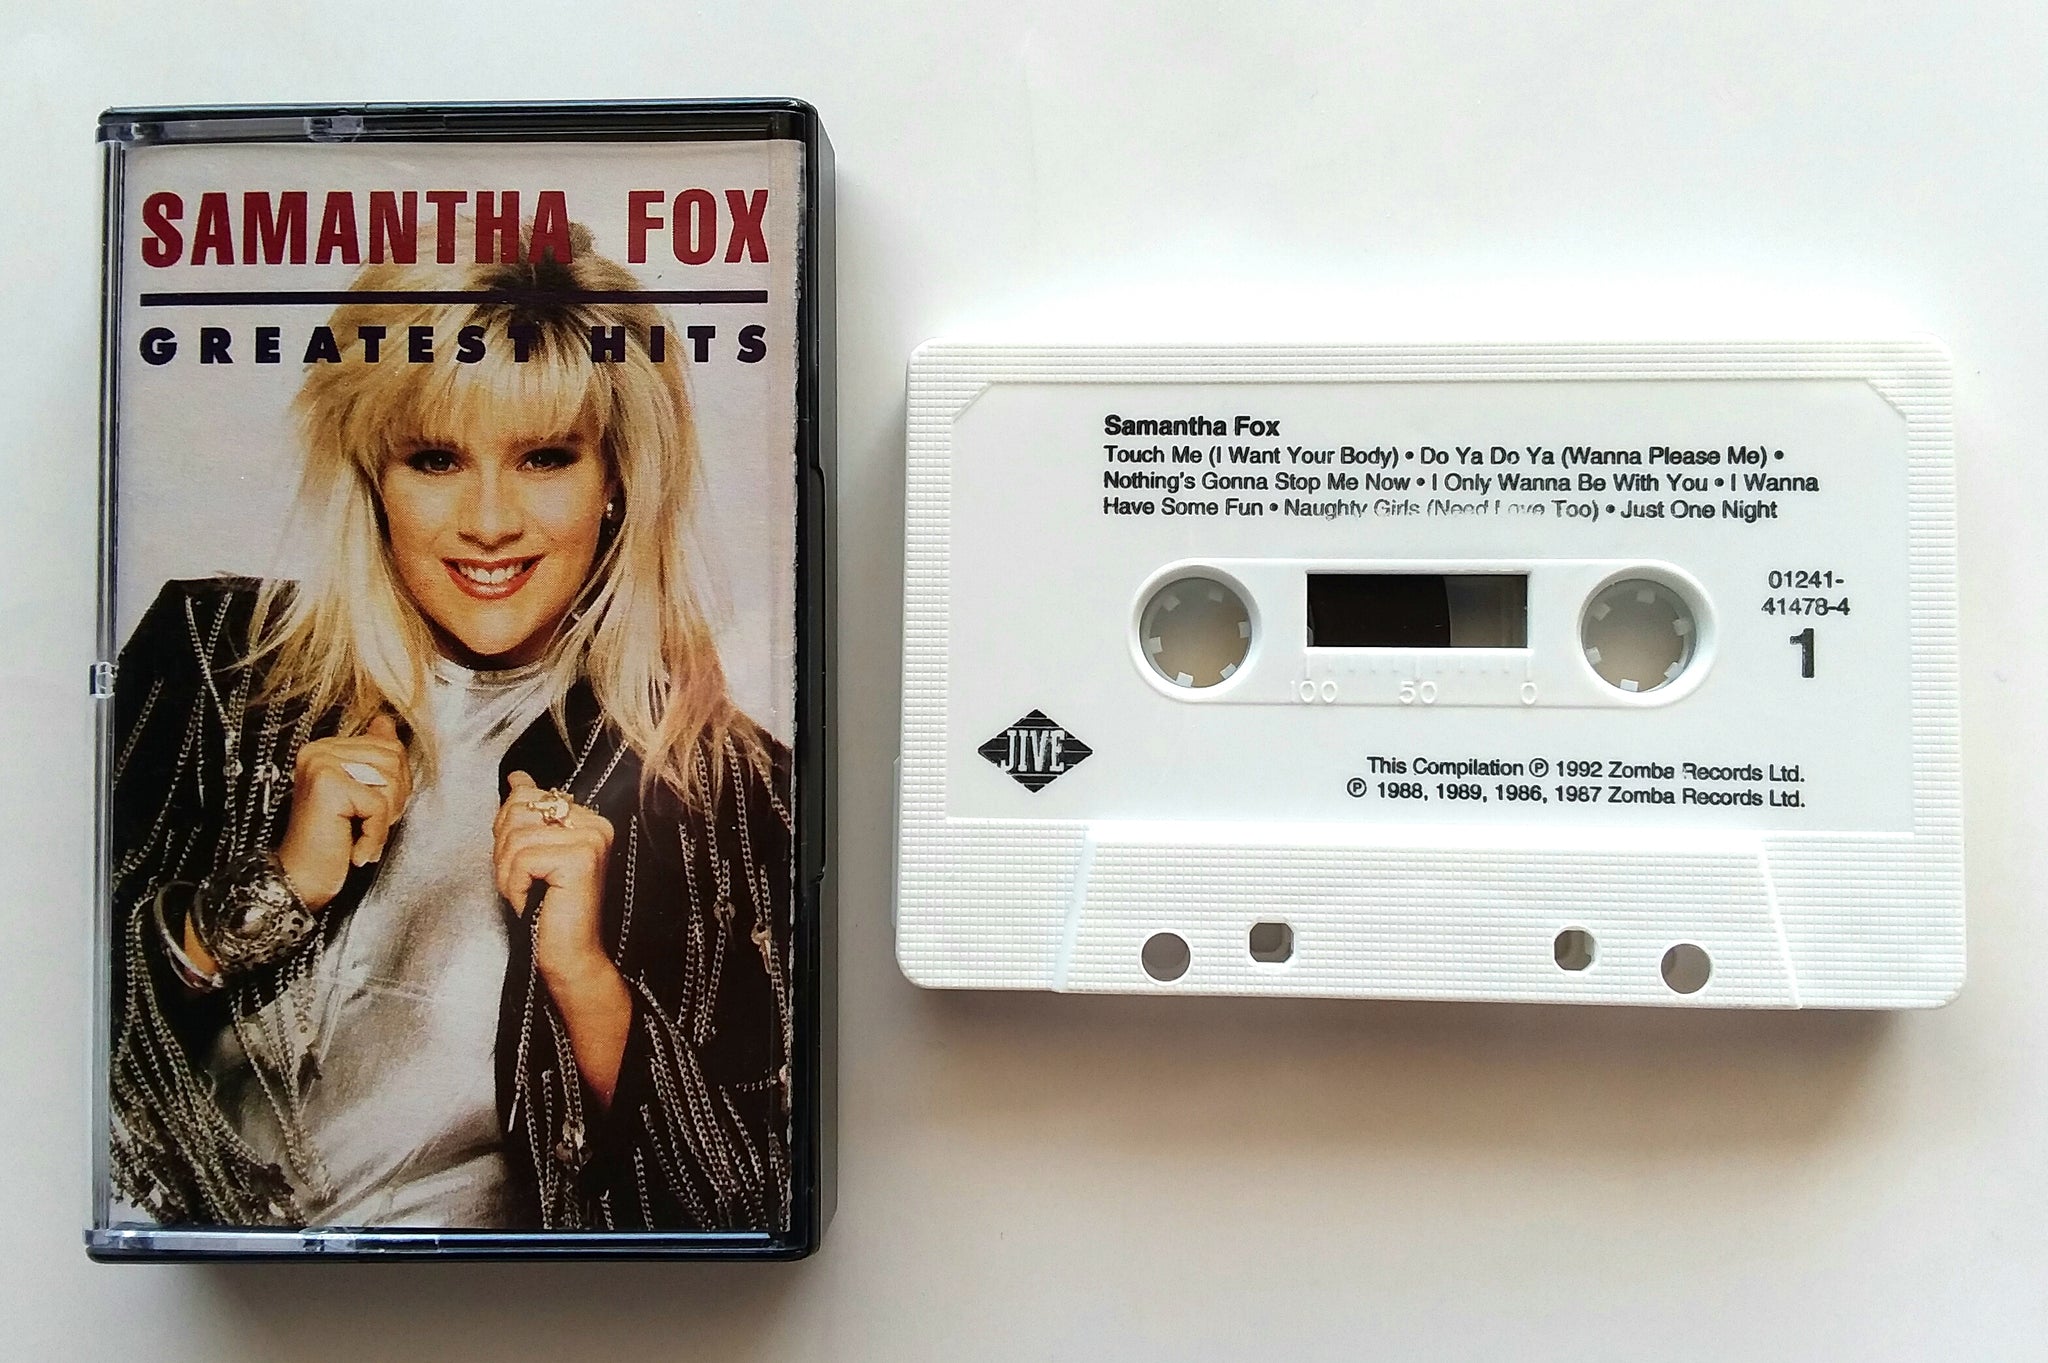 SAMANTHA FOX
GREATEST HITS
Samantha Fox
Touch Me (I Want Your Body) • Do Ya Do Ya (Wanna Please Me) •
Nothing's Gonna Stop Me Now • I Only Wanna Be With You • I Wanna
Have Some Fun • Naughty Girls (Need Love Too) • Just One Night
01241-
41478-4
1
100 50 0
JIVE
This Compilation ℗ 1992 Zomba Records Ltd.
℗ 1988, 1989, 1986, 1987 Zomba Records Ltd.